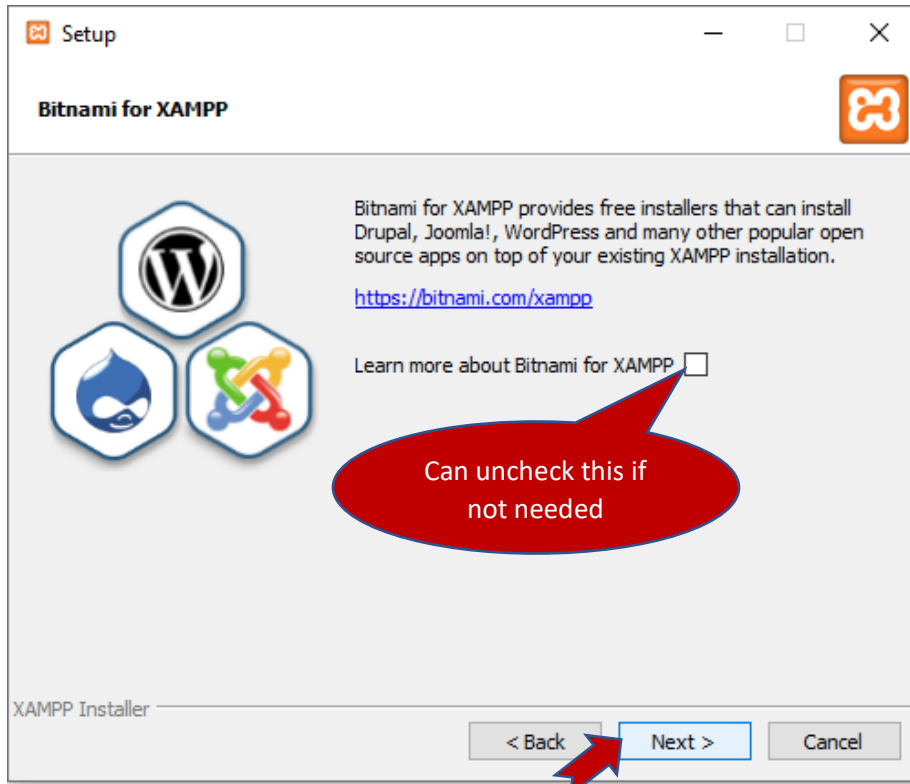 Setup
Bitnami for XAMPP
Bitnami for XAMPP provides free installers that can install
Drupal, Joomla!, WordPress and many other popular open
source apps on top of your existing XAMPP installation.
https://bitnami.com/xampp
Learn more about Bitnami for XAMPP
Can uncheck this if
not needed
XAMPP Installer
< Back
Next >
Cancel